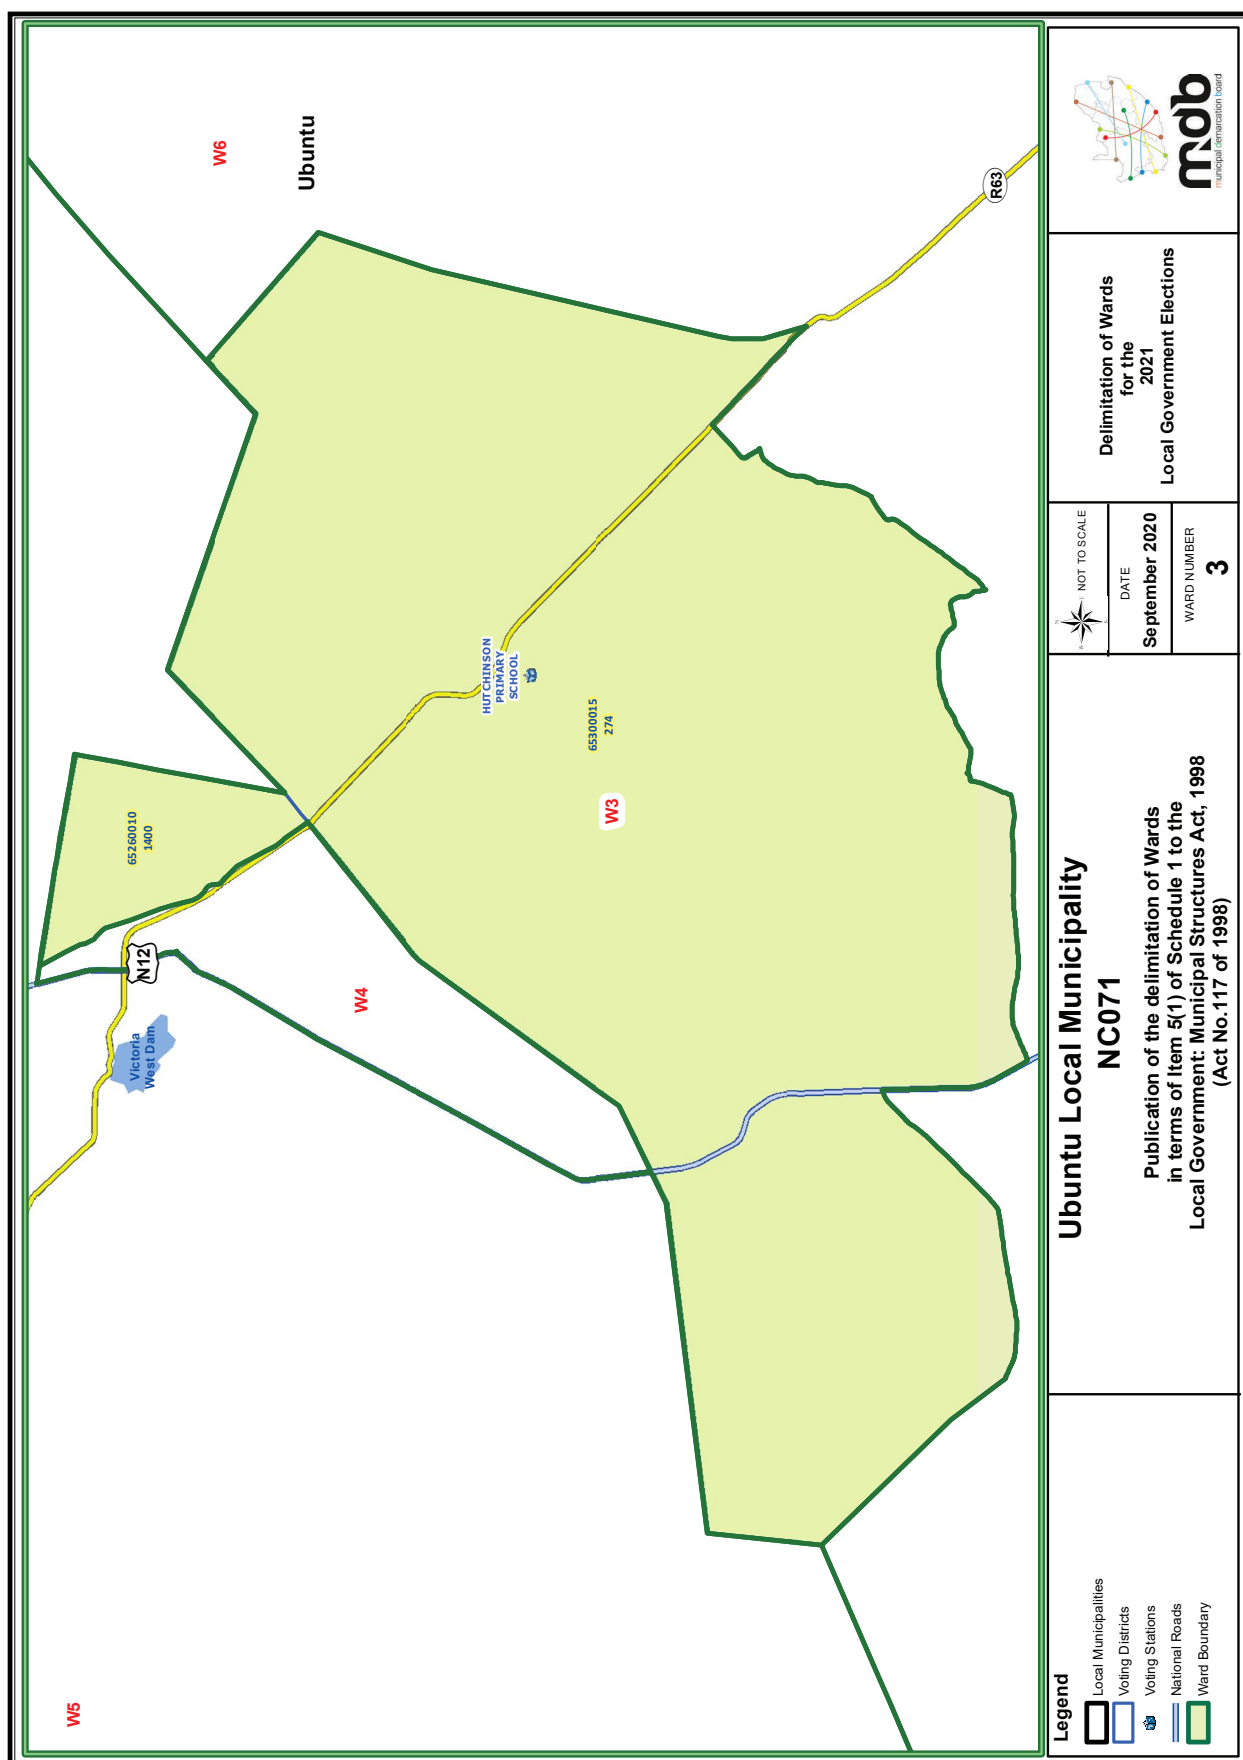 W5
W6
Ubuntu
65260010
1400
N12
Victoria
West Dam
W4
HUTCHINSON
PRIMARY
SCHOOL
65300015
274
W3
R63
Legend
Local Municipalities
Voting Districts
Voting Stations
National Roads
Ward Boundary
Ubuntu Local Municipality
NC071
Publication of the delimitation of Wards
in terms of Item 5(1) of Schedule 1 to the
Local Government: Municipal Structures Act, 1998
(Act No.117 of 1998)
N
W
E
S
NOT TO SCALE
DATE
September 2020
WARD NUMBER
3
Delimitation of Wards
for the
2021
Local Government Elections
mdb
municipal demarcation board